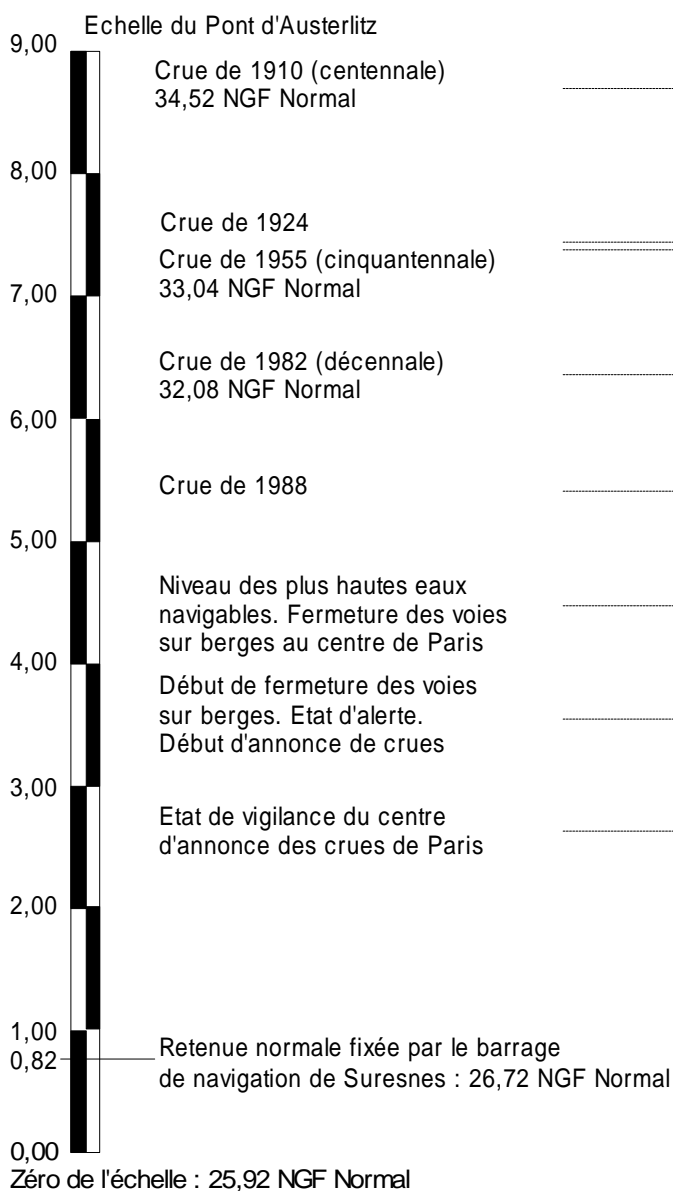 Echelle du Pont d'Austerlitz
9,00
Crue de 1910 (centennale)
34,52 NGF Normal
8,00
Crue de 1924
Crue de 1955 (cinquantennale)
33,04 NGF Normal
7,00
Crue de 1982 (décennale)
32,08 NGF Normal
6,00
Crue de 1988
5,00
Niveau des plus hautes eaux
navigables. Fermeture des voies
sur berges au centre de Paris
4,00
Début de fermeture des voies
sur berges. Etat d'alerte.
Début d'annonce de crues
3,00
Etat de vigilance du centre
d'annonce des crues de Paris
2,00
1,00
0,82
Retenue normale fixée par le barrage
de navigation de Suresnes : 26,72 NGF Normal
0,00
Zéro de l'échelle : 25,92 NGF Normal